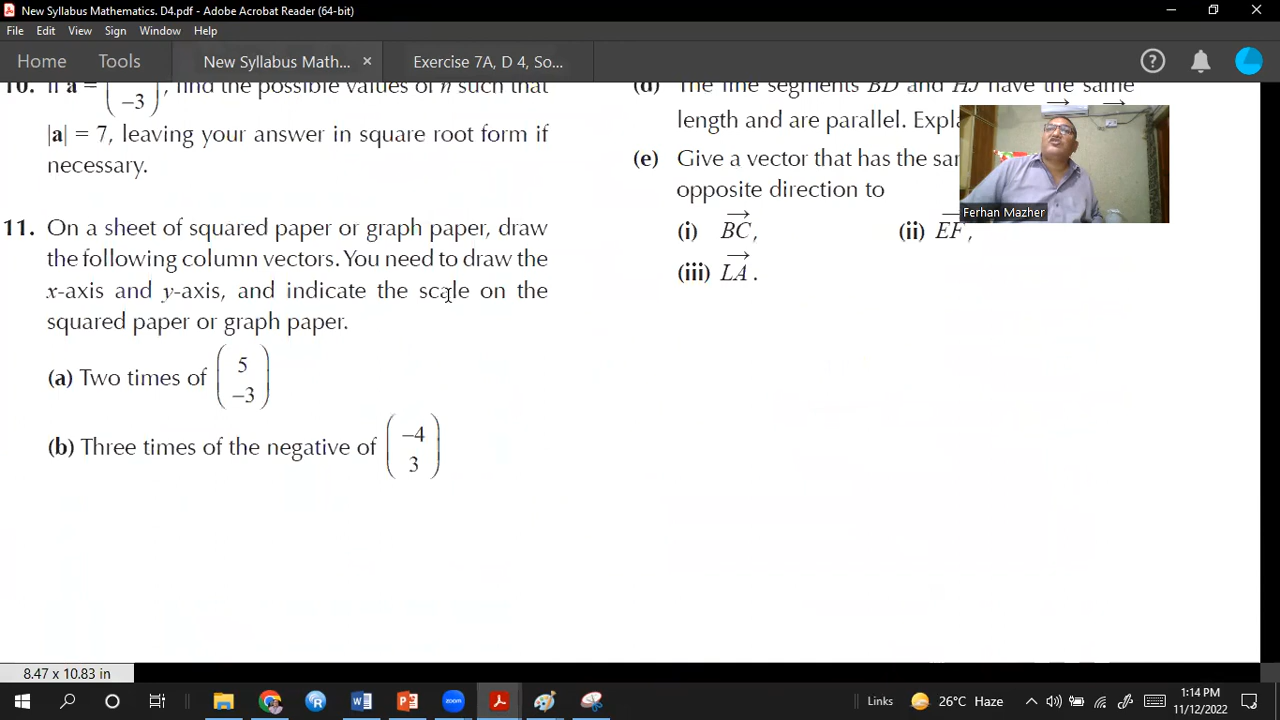 New Syllabus Mathematics. D4.pdf - Adobe Acrobat Reader (64-bit)
File Edit View Sign Window Help
Home Tools New Syllabus Math... × Exercise 7A, D 4, So...
10. If a = ( -3 ), find the possible values of n such that
|a| = 7, leaving your answer in square root form if
necessary.
11. On a sheet of squared paper or graph paper, draw
the following column vectors. You need to draw the
x-axis and y-axis, and indicate the scale on the
squared paper or graph paper.
(a) Two times of ( 5
−3 )
(b) Three times of the negative of ( −4
3 )
(d) The line segments BD and HJ have the same
length and are parallel. Expla
(e) Give a vector that has the sa
opposite direction to
(i) BC, (ii) EF,
(iii) LA.
Ferhan Mazher
8.47 x 10.83 in
Links 26°C Haze 1:14 PM
11/12/2022